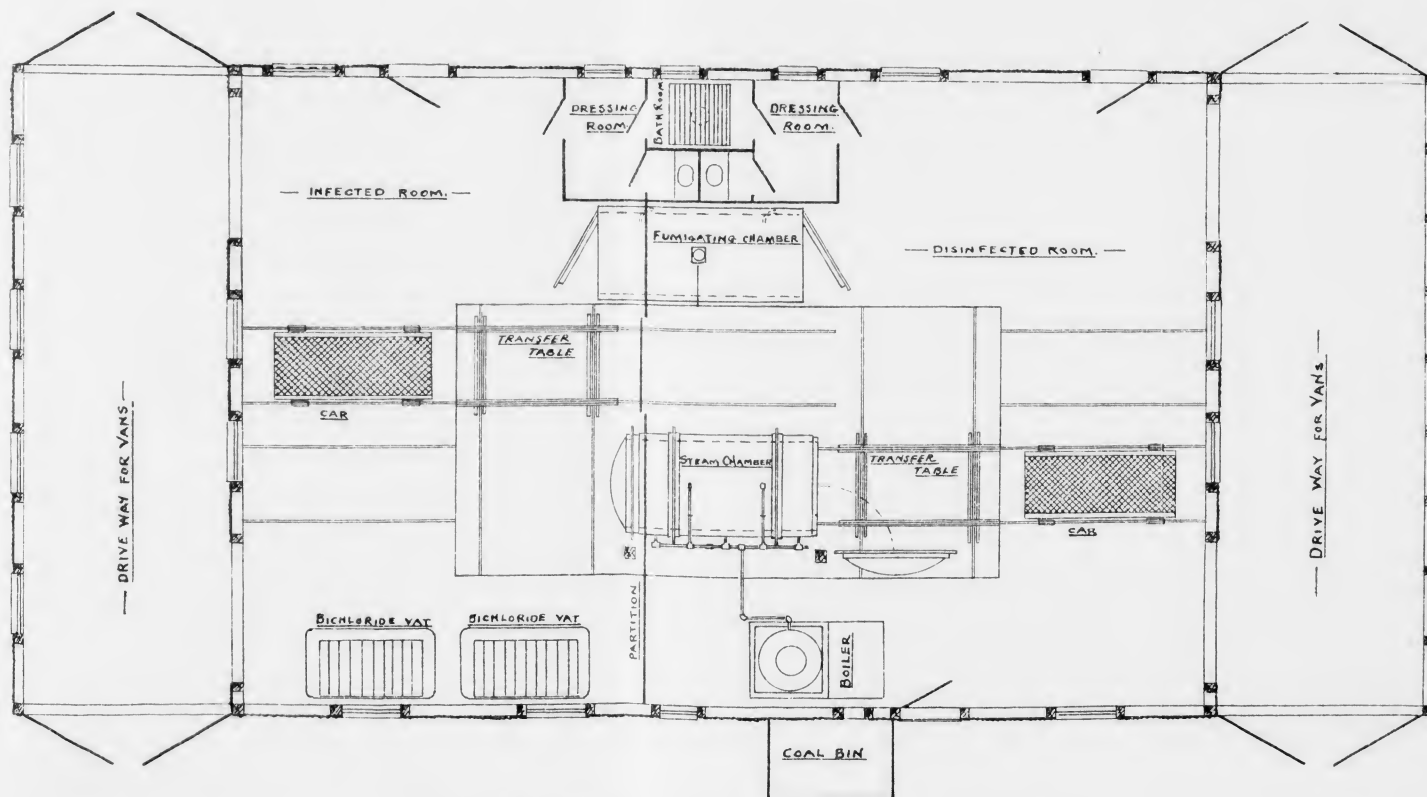 DRESSING
ROOM.
BATH ROOM
DRESSING
ROOM.
— INFECTED ROOM. —
FUMIGATING CHAMBER
— DISINFECTED ROOM. —
TRANSFER
TABLE
CAR
— DRIVE WAY FOR VANS —
STEAM CHAMBER
TRANSFER
TABLE
CAR
— DRIVE WAY FOR VANS —
BICHLORIDE VAT
BICHLORIDE VAT
PARTITION
BOILER
COAL BIN